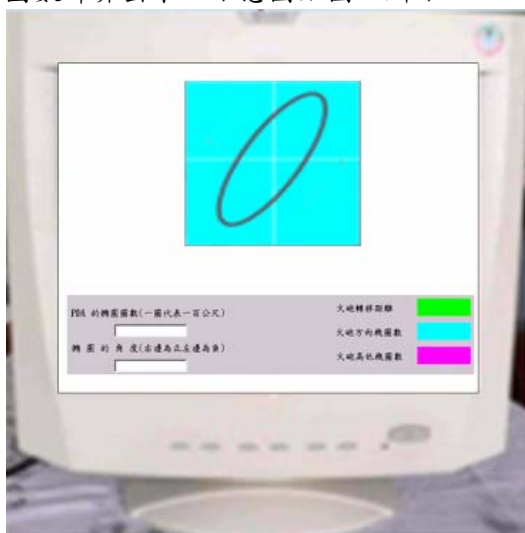 PDA 的橢圓圈數(一圈代表一百公尺)
橢 圓 的 角 度(右邊為正左邊為負)
火砲轉移距離
火砲方向機圈數
火砲高低機圈數